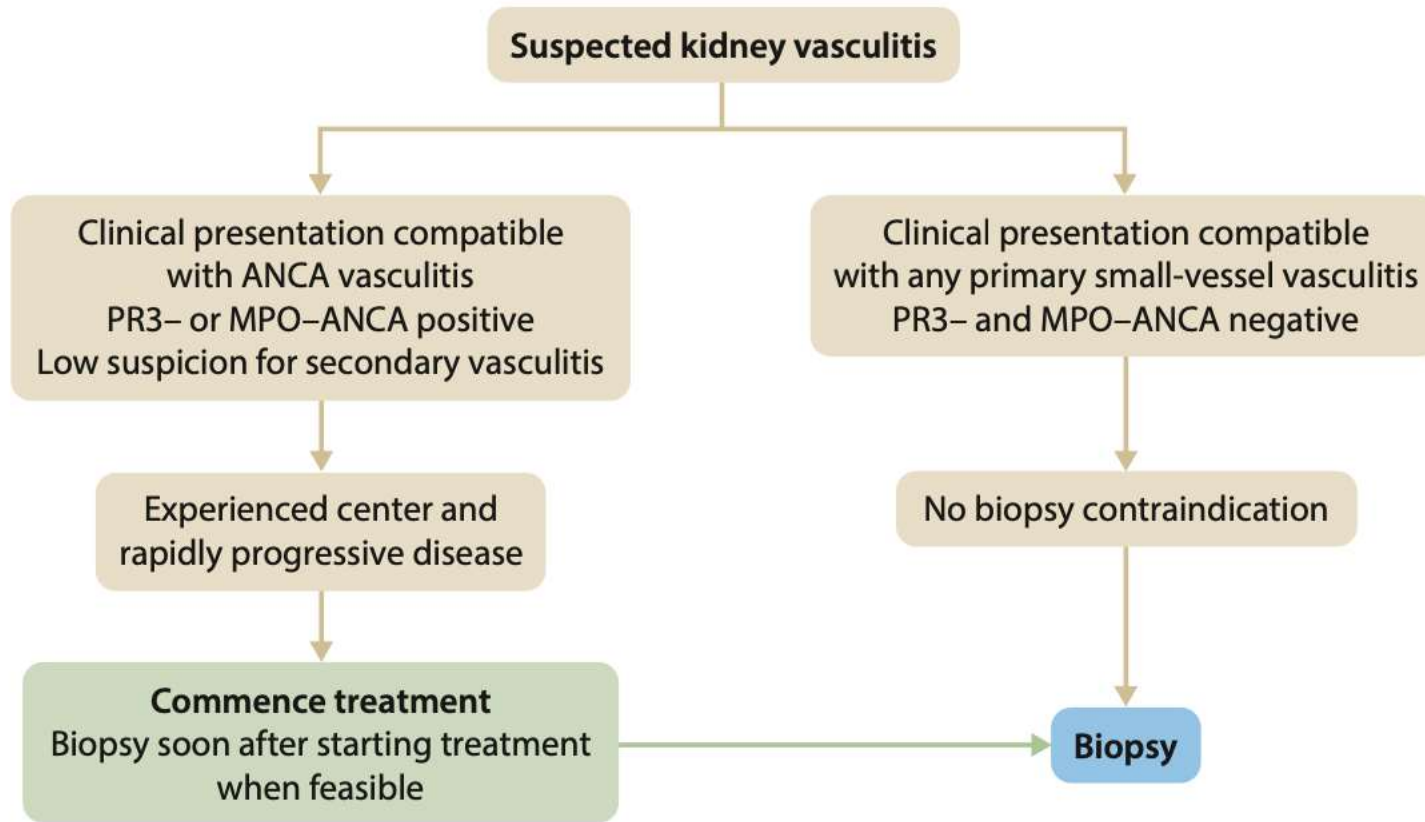 Suspected kidney vasculitis
Clinical presentation compatible
with ANCA vasculitis
PR3– or MPO–ANCA positive
Low suspicion for secondary vasculitis
Clinical presentation compatible
with any primary small-vessel vasculitis
PR3– and MPO–ANCA negative
Experienced center and
rapidly progressive disease
No biopsy contraindication
Commence treatment
Biopsy soon after starting treatment
when feasible
Biopsy